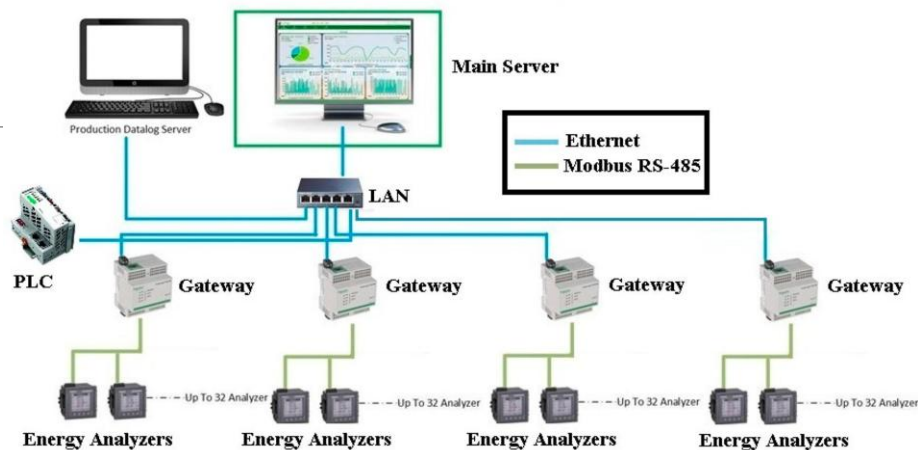 Main Server
Production Datalog Server
Ethernet
Modbus RS-485
LAN
PLC
Gateway
Gateway
Gateway
Gateway
Up To 32 Analyzer
Up To 32 Analyzer
Up To 32 Analyzer
Up To 32 Analyzer
Energy Analyzers
Energy Analyzers
Energy Analyzers
Energy Analyzers